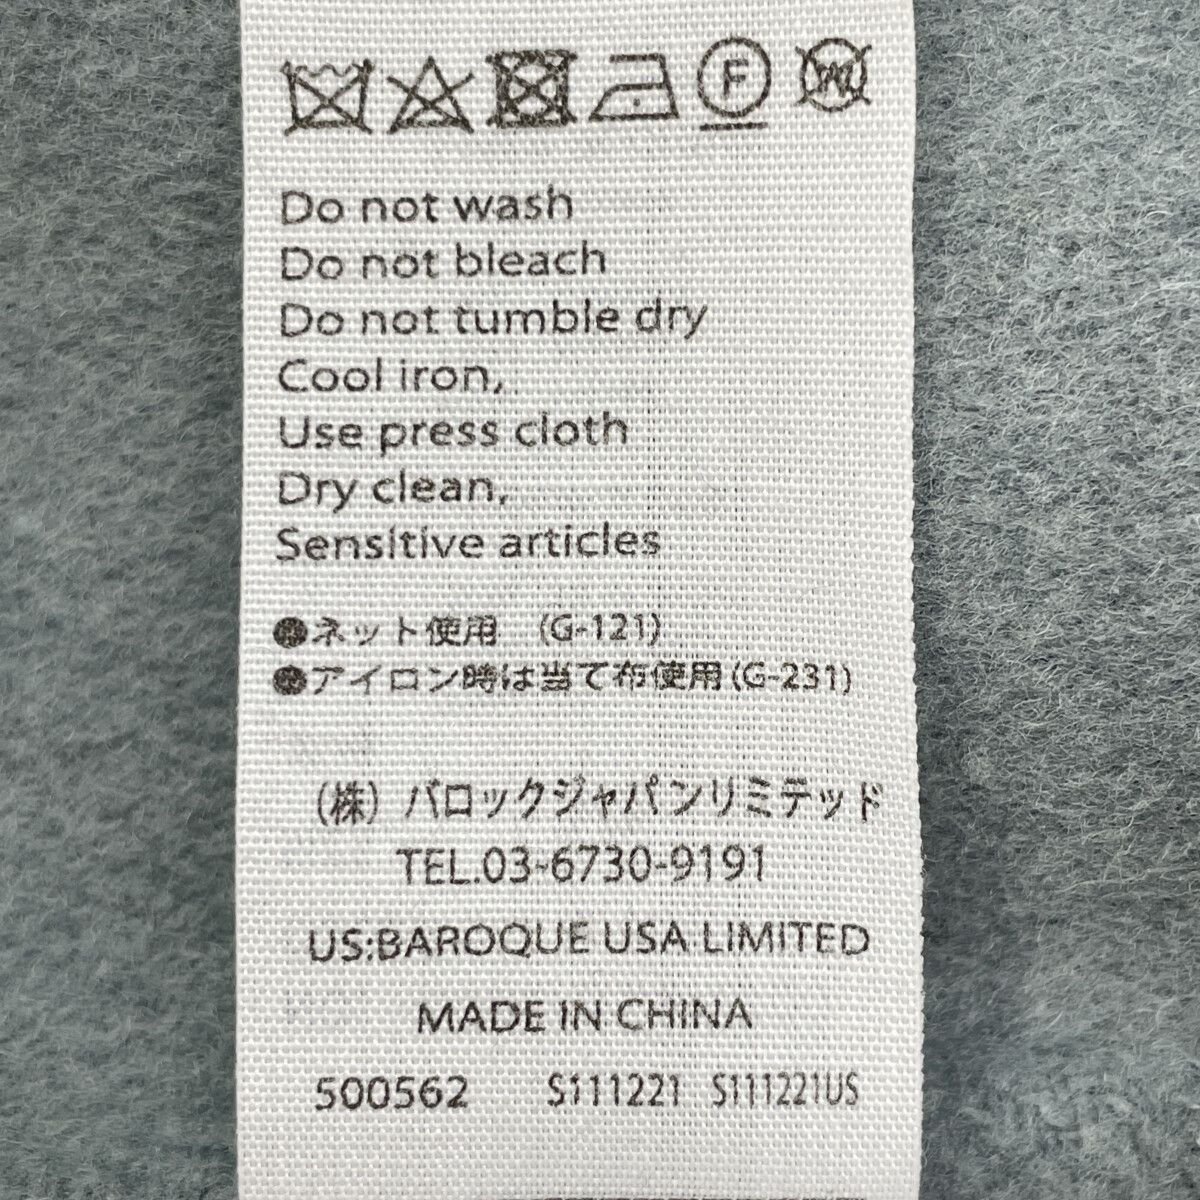 F W
Do not wash
Do not bleach
Do not tumble dry
Cool iron,
Use press cloth
Dry clean,
Sensitive articles
●ネット使用 (G-121)
●アイロン時は当て布使用(G-231)
(株) バロックジャパンリミテッド
TEL.03-6730-9191
US:BAROQUE USA LIMITED
MADE IN CHINA
500562 S111221 S111221US